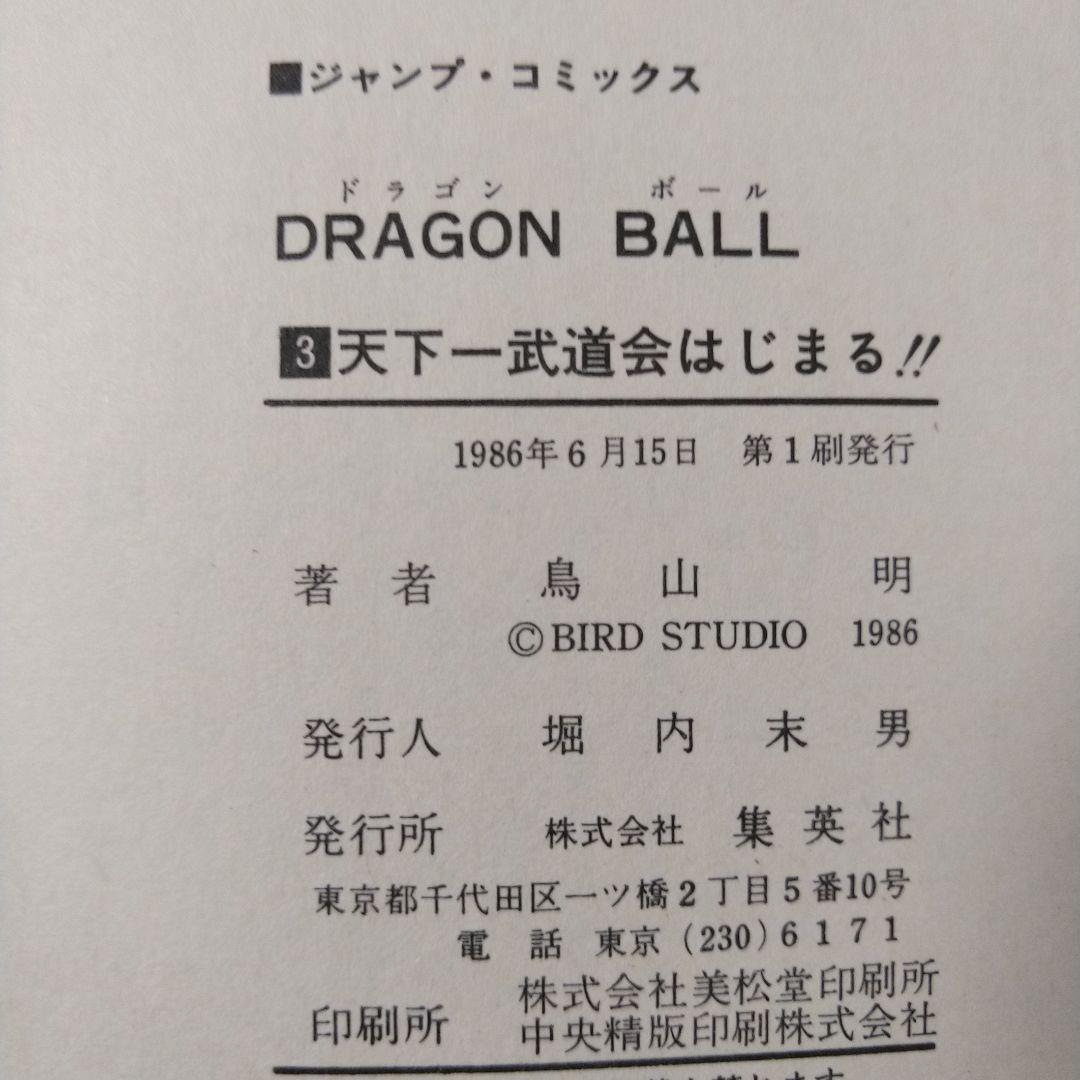 ■ジャンプ・コミックス
ドラゴン ボール
DRAGON BALL
3天下一武道会はじまる!!
1986年6月15日 第1刷発行
著者 鳥山 明
©BIRD STUDIO 1986
発行人 堀内末男
発行所 株式会社 集英社
東京都千代田区一ツ橋2丁目5番10号
電話 東京(230)6171
株式会社美松堂印刷所
印刷所
中央精版印刷株式会社